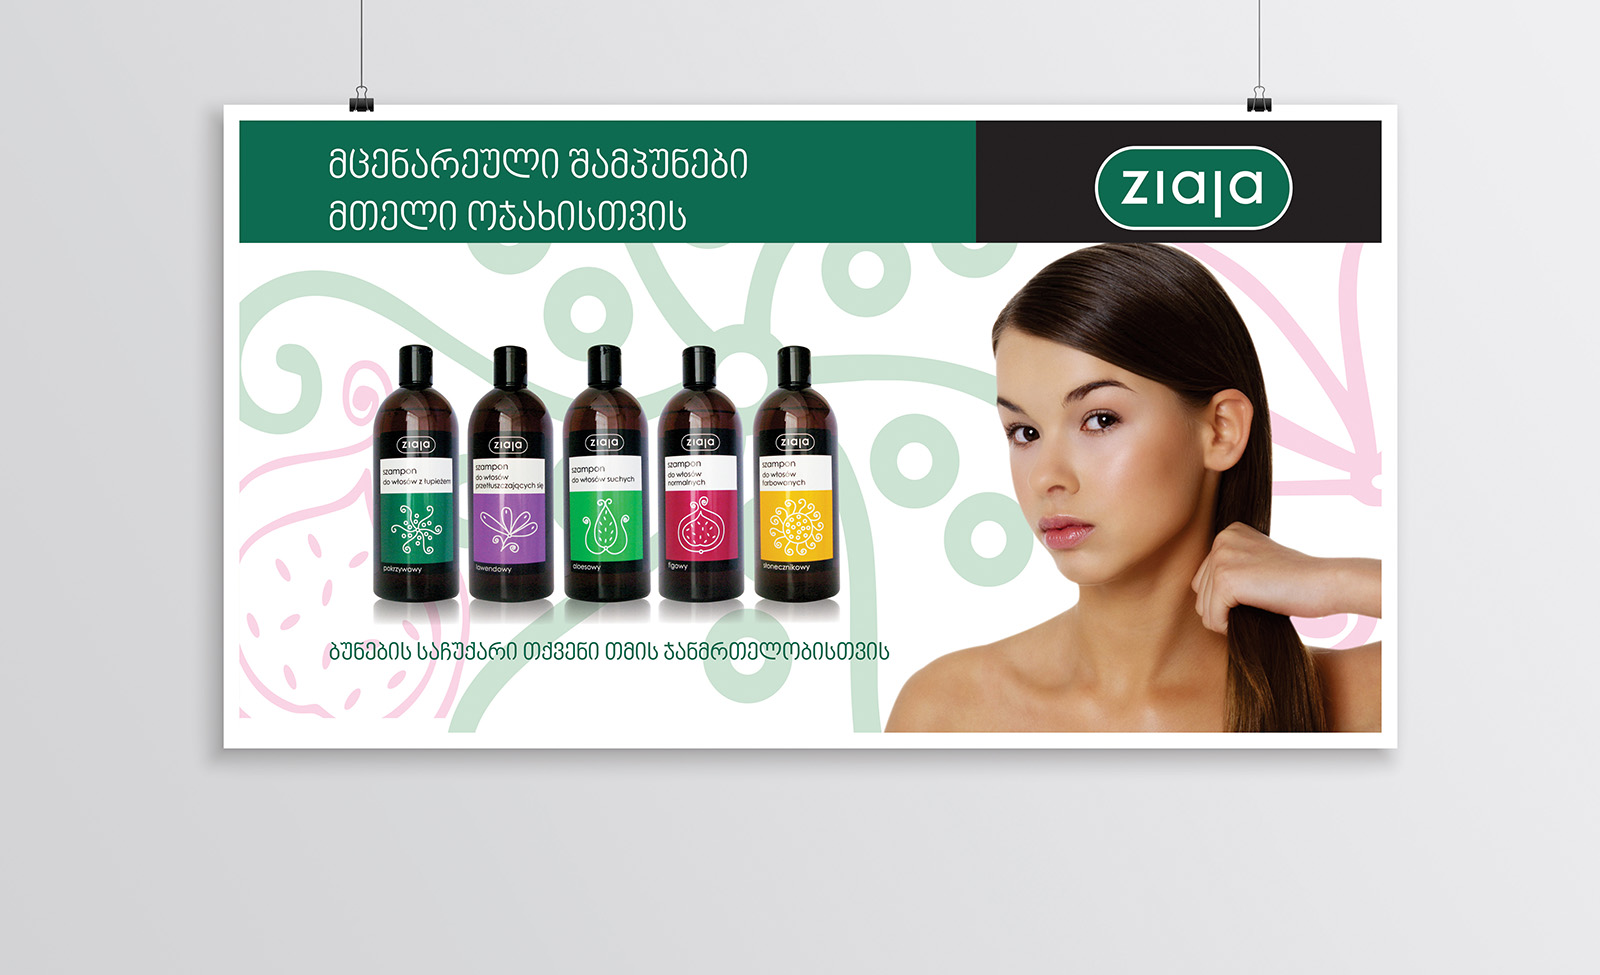 მცენარეული შამპუნები
მთელი ოჯახისთვის
ziaja
ziaja
szampon
do włosów z łupieżem
pokrzywowy
ziaja
szampon
do włosów
przetłuszczających się
lawendowy
ziaja
szampon
do włosów suchych
aloesowy
ziaja
szampon
do włosów
normalnych
figowy
ziaja
szampon
do włosów
farbowanych
słonecznikowy
ბუნების საჩუქარი თქვენი თმის ჯანმრთელობისთვის